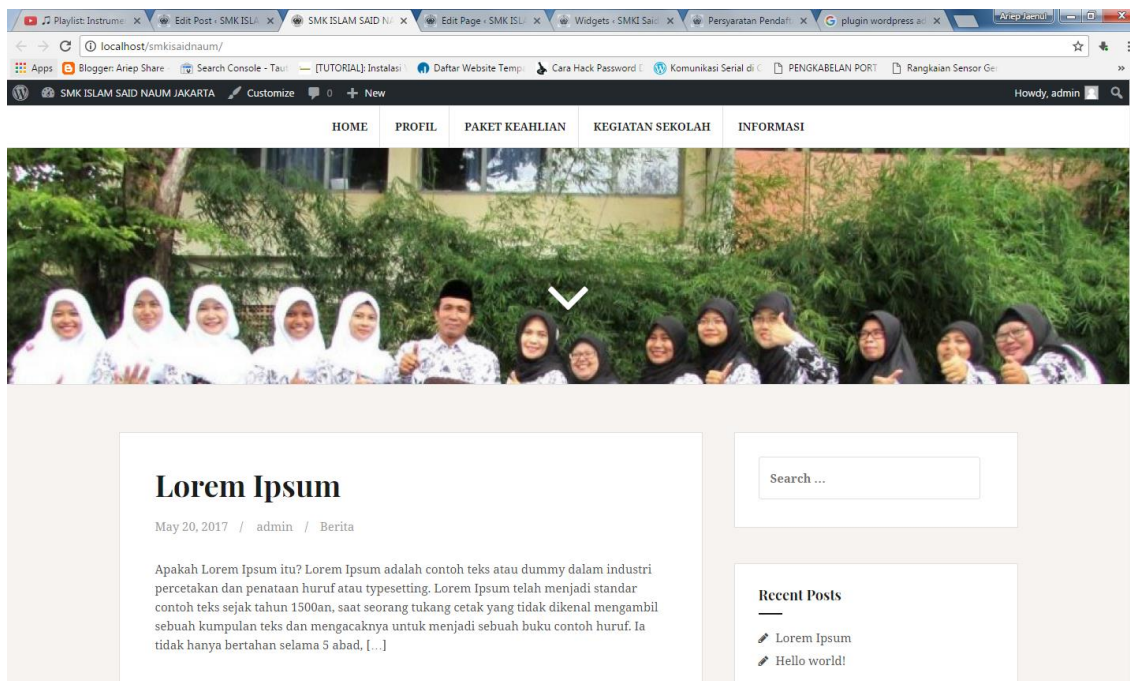 Playlist: Instrume
Edit Post ‹ SMK ISLA
SMK ISLAM SAID NA
Edit Page ‹ SMK ISL
Widgets ‹ SMKI Said
Persyaratan Pendaft
plugin wordpress ad
Ariep Jaenul
localhost/smkisaidnaum/
Apps
Blogger: Ariep Share -
Search Console - Taut
[TUTORIAL]: Instalasi
Daftar Website Temp
Cara Hack Password
Komunikasi Serial di
PENGKABELAN PORT
Rangkaian Sensor Ge
»
SMK ISLAM SAID NAUM JAKARTA Customize 0 + New Howdy, admin
HOME PROFIL PAKET KEAHLIAN KEGIATAN SEKOLAH INFORMASI
Lorem Ipsum
May 20, 2017 / admin / Berita
Apakah Lorem Ipsum itu? Lorem Ipsum adalah contoh teks atau dummy dalam industri
percetakan dan penataan huruf atau typesetting. Lorem Ipsum telah menjadi standar
contoh teks sejak tahun 1500an, saat seorang tukang cetak yang tidak dikenal mengambil
sebuah kumpulan teks dan mengacaknya untuk menjadi sebuah buku contoh huruf. Ia
tidak hanya bertahan selama 5 abad, […]
Search …
Recent Posts
Lorem Ipsum
Hello world!